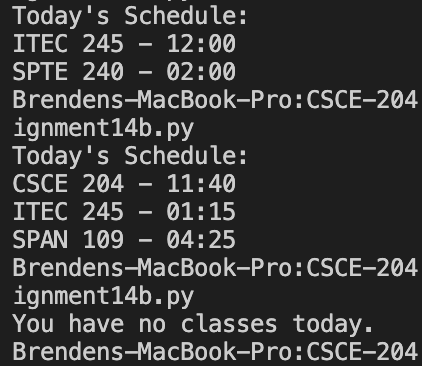 Today's Schedule:
ITEC 245 - 12:00
SPTE 240 - 02:00
Brendens-MacBook-Pro:CSCE-204
ignment14b.py
Today's Schedule:
CSCE 204 - 11:40
ITEC 245 - 01:15
SPAN 109 - 04:25
Brendens-MacBook-Pro:CSCE-204
ignment14b.py
You have no classes today.
Brendens-MacBook-Pro:CSCE-204